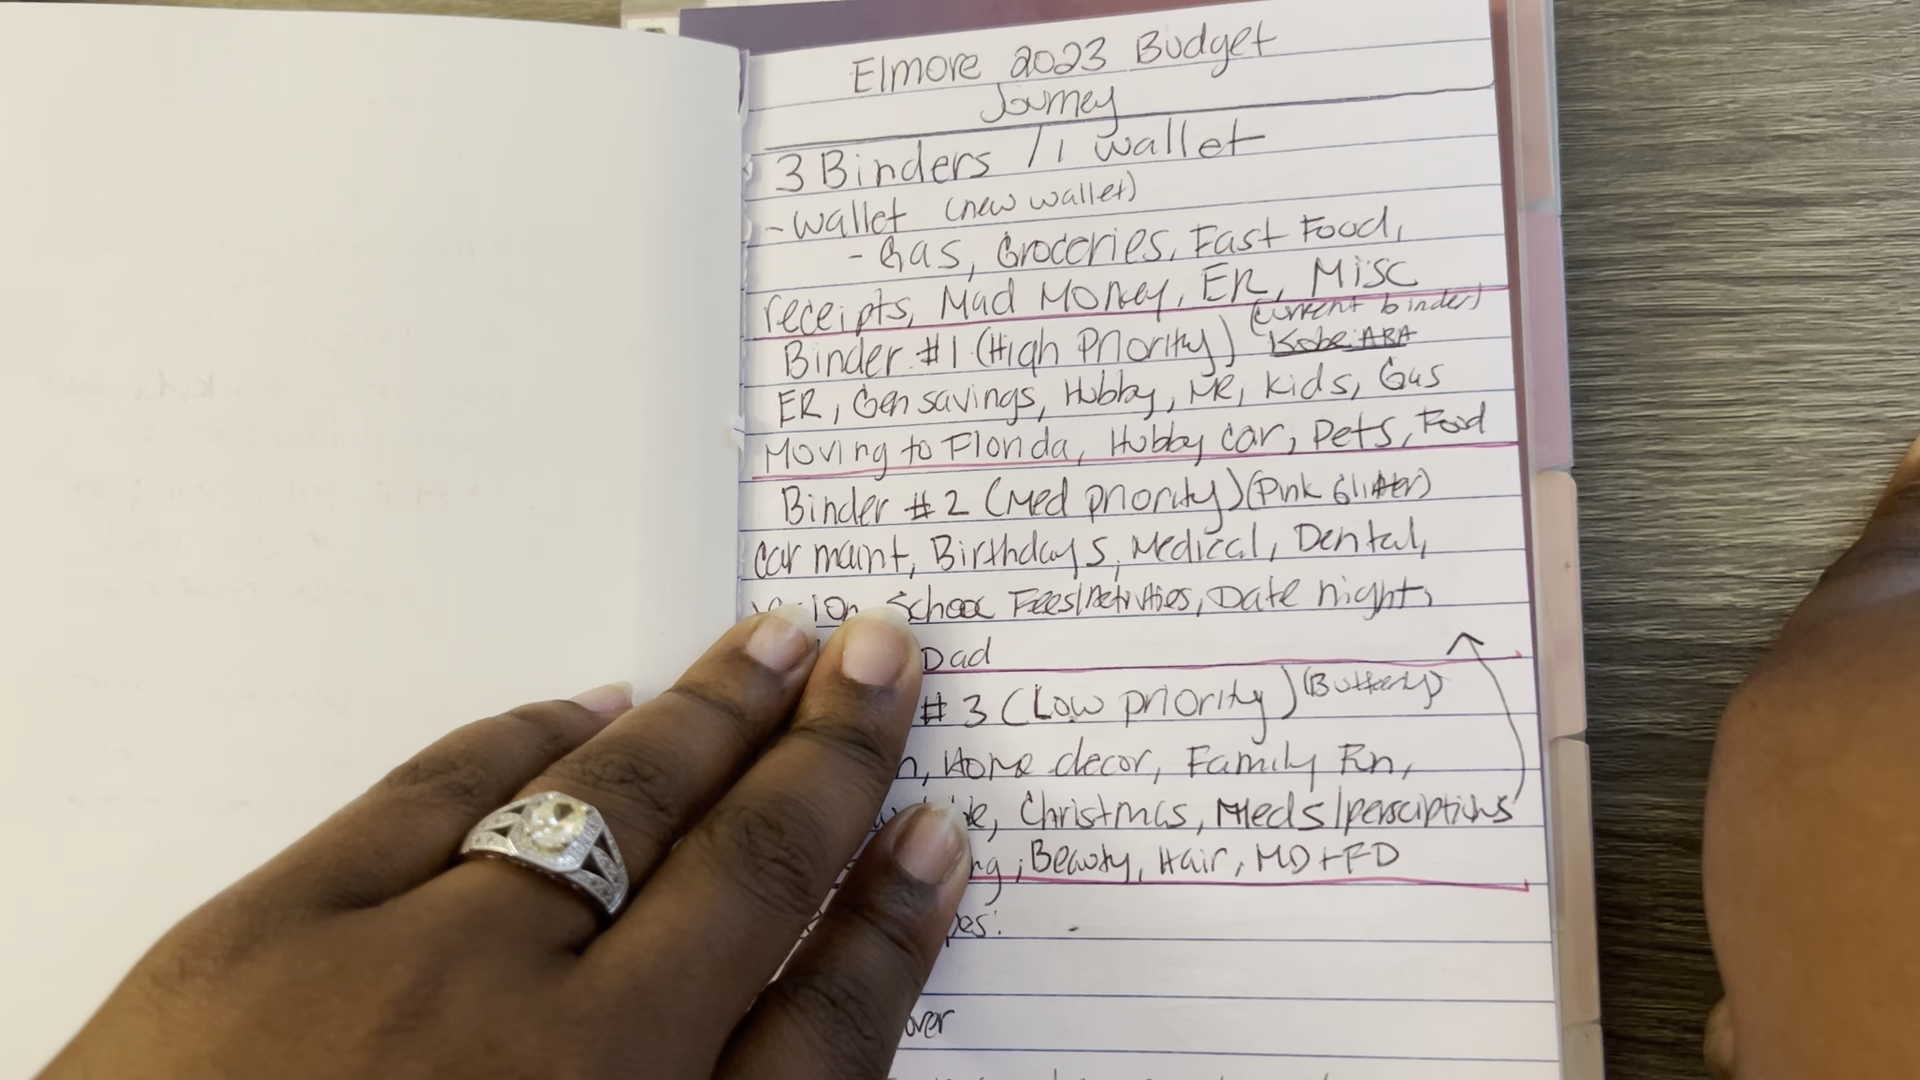 Elmore 2023 Budget
Journey
3 Binders / 1 wallet
- wallet (new wallet)
- Gas, Groceries, Fast Food,
receipts, Mad Money, ER, Misc
(current binder)
Binder #1 (High Priority)
ER, Gen savings, Hubby, ME, Kids, Gas
Moving to Florida, Hubby car, Pets, Food
Binder #2 (Med priority) (Pink Glitter)
car maint, Birthdays, Medical, Dental,
School Fees/Activities, Date night,
Dad
#3 (Low priority) (Butterfly)
Home decor, Family Fun,
Christmas, Meds/persciptions
Beauty, Hair, MD+FD